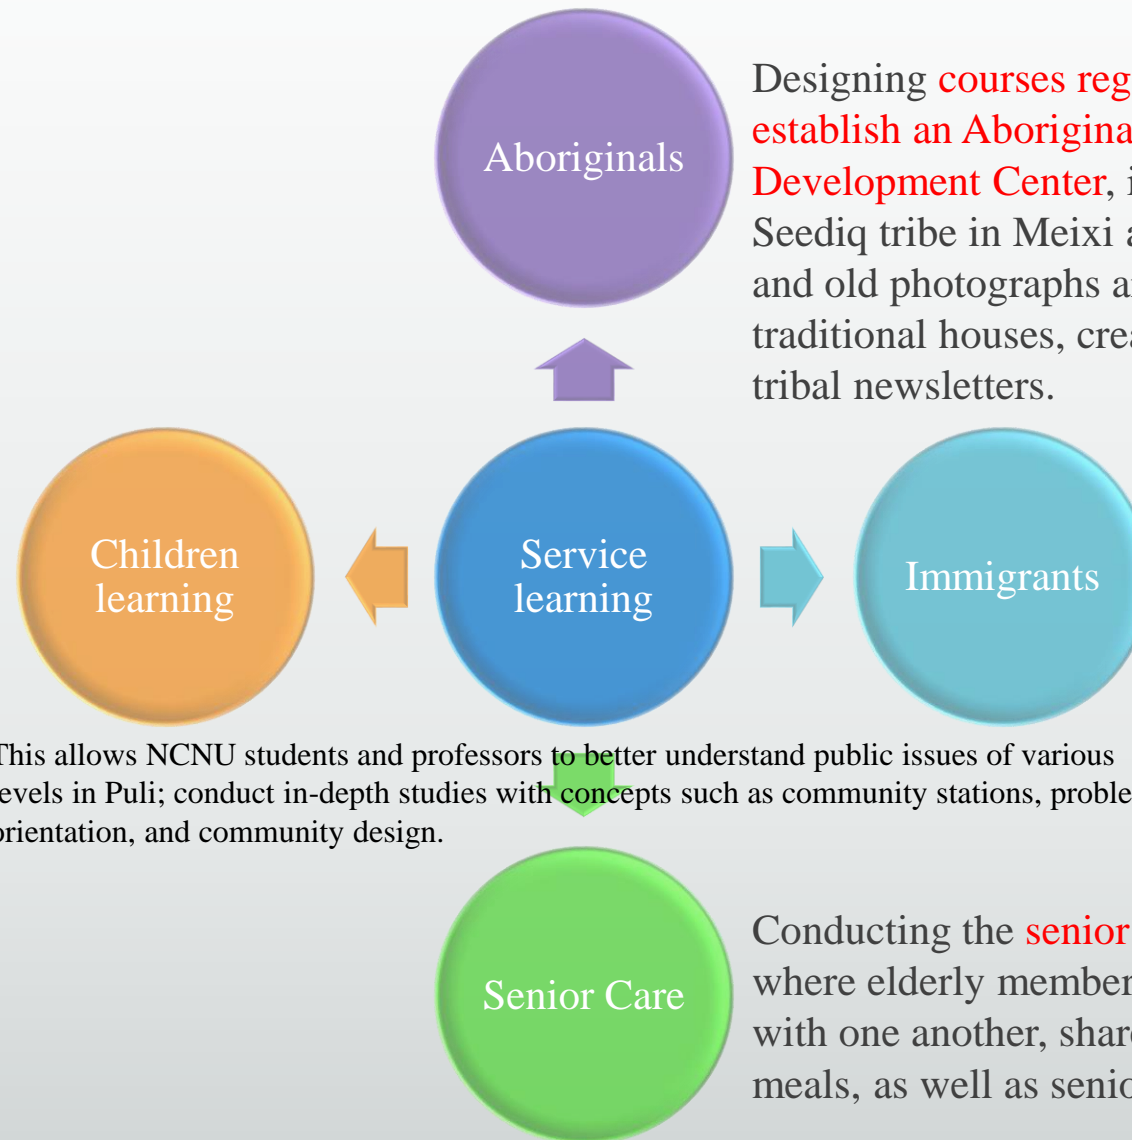 Aboriginals
Designing courses reg
establish an Aborigina
Development Center, i
Seediq tribe in Meixi a
and old photographs a
traditional houses, crea
tribal newsletters.
Children
learning
Service
learning
Immigrants
This allows NCNU students and professors to better understand public issues of various
levels in Puli; conduct in-depth studies with concepts such as community stations, proble
orientation, and community design.
Senior Care
Conducting the senior
where elderly member
with one another, share
meals, as well as senio